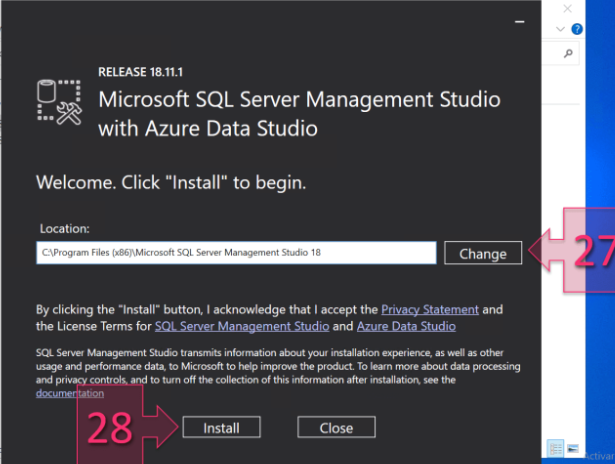 RELEASE 18.11.1
Microsoft SQL Server Management Studio
with Azure Data Studio
Welcome. Click "Install" to begin.
Location:
C:\Program Files (x86)\Microsoft SQL Server Management Studio 18
Change
27
By clicking the "Install" button, I acknowledge that I accept the Privacy Statement and
the License Terms for SQL Server Management Studio and Azure Data Studio
SQL Server Management Studio transmits information about your installation experience, as well as other
usage and performance data, to Microsoft to help improve the product. To learn more about data processing
and privacy controls, and to turn off the collection of this information after installation, see the
documentation
28
Install
Close
Activar